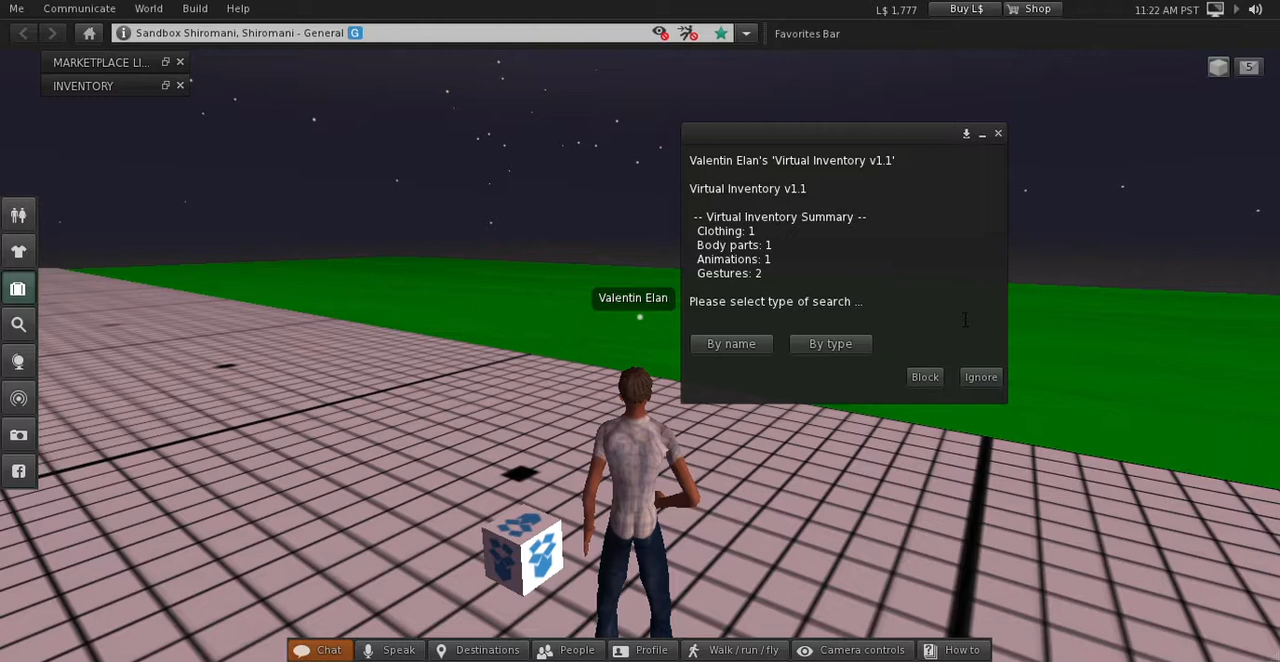 Me Communicate World Build Help L$ 1,777 Buy L$ Shop 11:22 AM PST
Sandbox Shiromani, Shiromani - General G Favorites Bar
MARKETPLACE LI...
INVENTORY
5
Valentin Elan's 'Virtual Inventory v1.1'
Virtual Inventory v1.1
-- Virtual Inventory Summary --
Clothing: 1
Body parts: 1
Animations: 1
Gestures: 2
Please select type of search ...
By name By type
Block Ignore
Valentin Elan
Chat Speak Destinations People Profile Walk / run / fly Camera controls How to